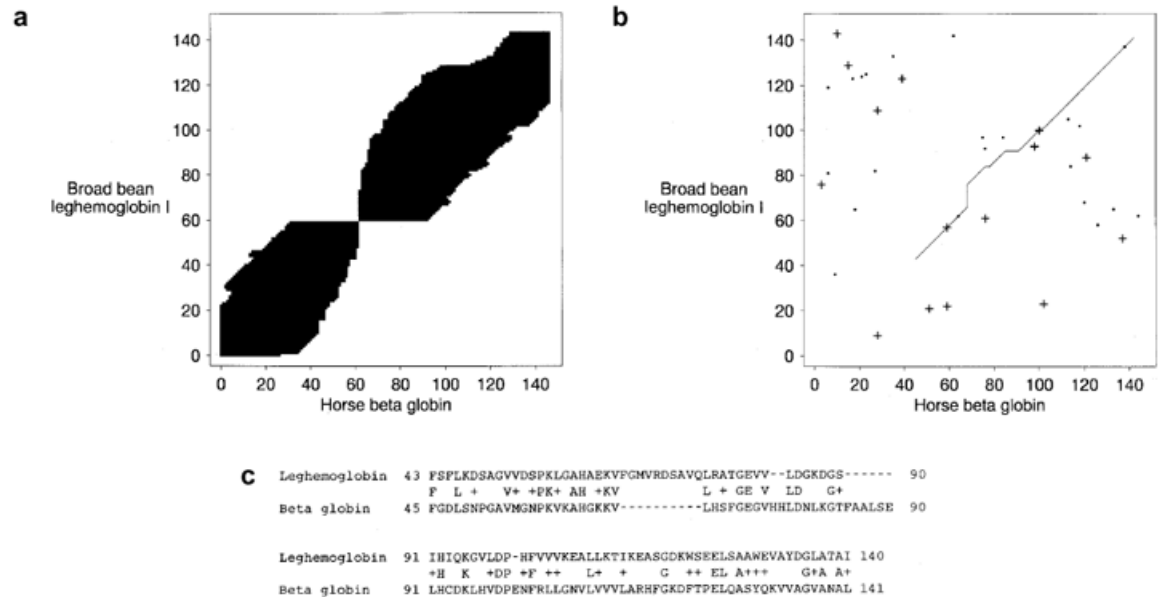 a
140
120
100
80
60
40
20
0
Broad bean
leghemoglobin I
0 20 40 60 80 100 120 140
Horse beta globin
b
140
120
100
80
60
40
20
0
Broad bean
leghemoglobin I
0 20 40 60 80 100 120 140
Horse beta globin
c
Leghemoglobin 43 FSFLKDSAGVVDSPKLGAHAEKVFGMVRDSAVQLRATGEVV--LDGKDGS------ 90
F L + V+ +PK+ AH +KV L + GE V LD G+
Beta globin 45 FGDLSNPGAVMGNPKVKAHGKKV----------LHSFGEGVHHLDNLKGTFAALSE 90
Leghemoglobin 91 IHIQKGVLDP-HFVVVKEALLKTIKEASGDKWSEELSAAWEVAYDGLATAI 140
+H K +DP +F ++ L+ + G ++ EL A+++ G+A A+
Beta globin 91 LHCDKLHVDPENFRLLGNVLVVVLARHFGKDFTPELQASYQKVVAGVANAL 141